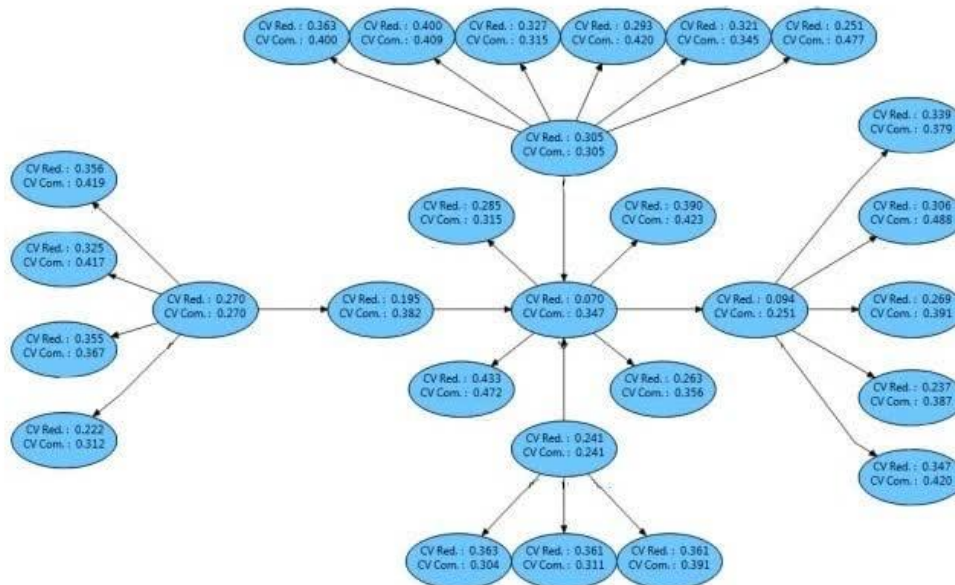 CV Red. : 0.363
CV Com. : 0.400
CV Red. : 0.400
CV Com. : 0.409
CV Red. : 0.327
CV Com. : 0.315
CV Red. : 0.293
CV Com. : 0.420
CV Red. : 0.321
CV Com. : 0.345
CV Red. : 0.251
CV Com. : 0.477
CV Red. : 0.305
CV Com. : 0.305
CV Red. : 0.339
CV Com. : 0.379
CV Red. : 0.356
CV Com. : 0.419
CV Red. : 0.285
CV Com. : 0.315
CV Red. : 0.390
CV Com. : 0.423
CV Red. : 0.306
CV Com. : 0.488
CV Red. : 0.325
CV Com. : 0.417
CV Red. : 0.270
CV Com. : 0.270
CV Red. : 0.195
CV Com. : 0.382
CV Red. : 0.070
CV Com. : 0.347
CV Red. : 0.094
CV Com. : 0.251
CV Red. : 0.269
CV Com. : 0.391
CV Red. : 0.355
CV Com. : 0.367
CV Red. : 0.433
CV Com. : 0.472
CV Red. : 0.263
CV Com. : 0.356
CV Red. : 0.237
CV Com. : 0.387
CV Red. : 0.222
CV Com. : 0.312
CV Red. : 0.241
CV Com. : 0.241
CV Red. : 0.347
CV Com. : 0.420
CV Red. : 0.363
CV Com. : 0.304
CV Red. : 0.361
CV Com. : 0.311
CV Red. : 0.361
CV Com. : 0.391